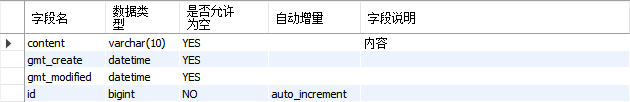 字段名 数据类型 是否允许为空 自动增量 字段说明
content varchar(10) YES 内容
gmt_create datetime YES
gmt_modified datetime YES
id bigint NO auto_increment